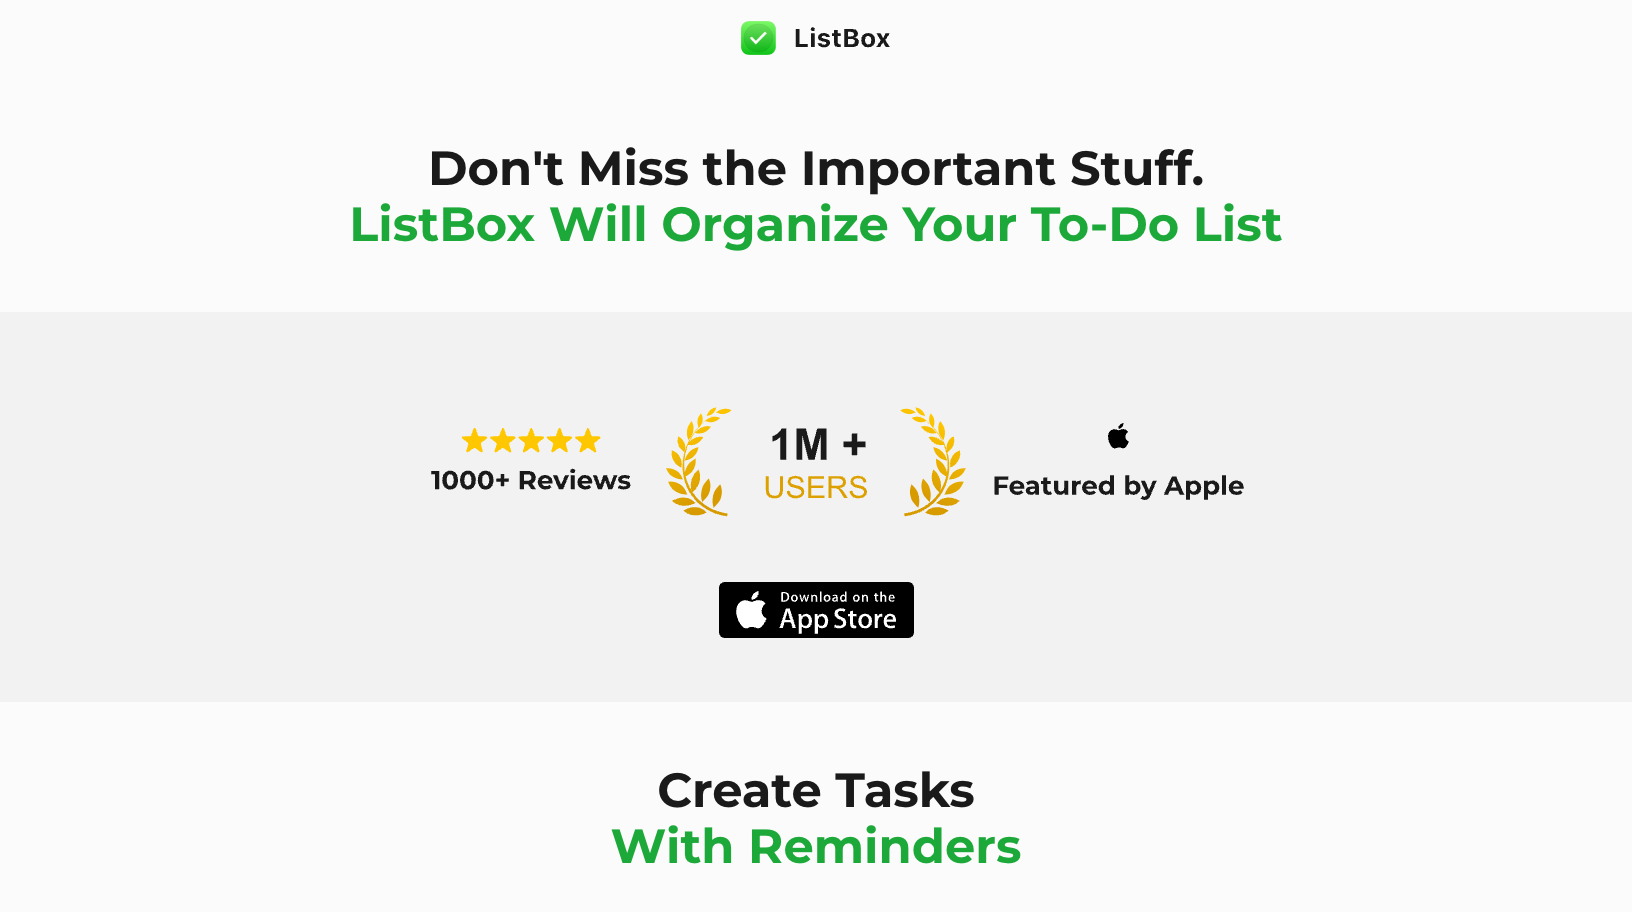 ListBox
Don't Miss the Important Stuff.
ListBox Will Organize Your To-Do List
1000+ Reviews
1M +
USERS
Featured by Apple
Download on the
App Store
Create Tasks
With Reminders